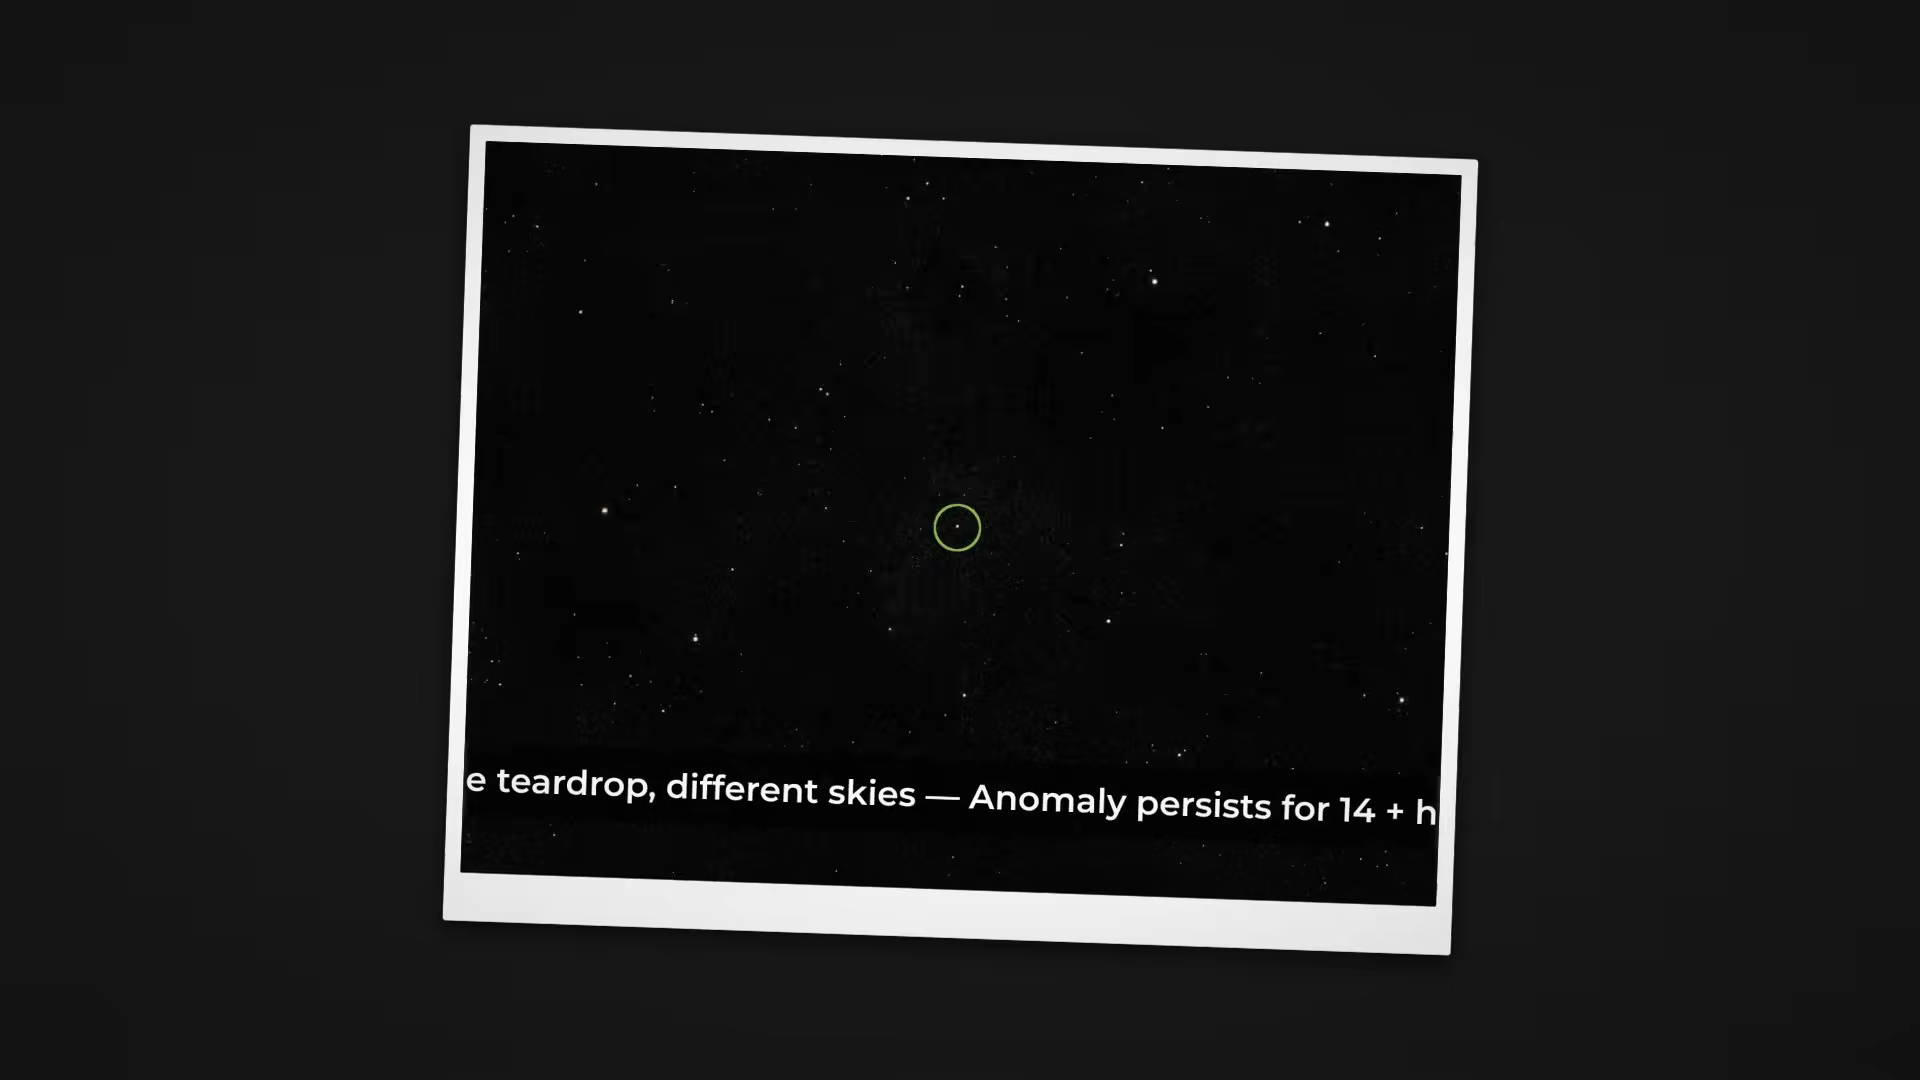 e teardrop, different skies — Anomaly persists for 14 + h